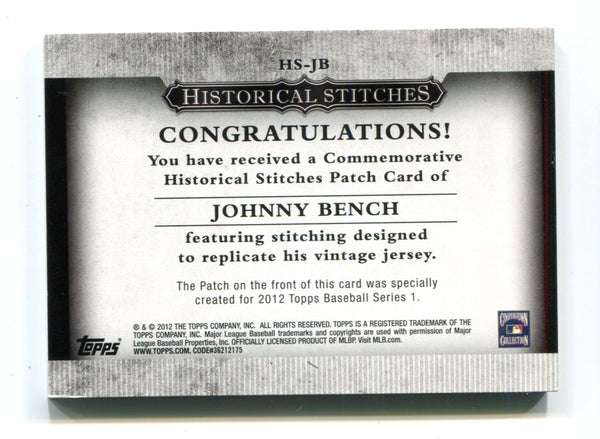 HS-JB
HISTORICAL STITCHES
CONGRATULATIONS!
You have received a Commemorative
Historical Stitches Patch Card of
JOHNNY BENCH
featuring stitching designed
to replicate his vintage jersey.
The Patch on the front of this card was specially
created for 2012 Topps Baseball Series 1.
® & © 2012 THE TOPPS COMPANY, INC. ALL RIGHTS RESERVED. TOPPS IS A REGISTERED TRADEMARK OF THE
TOPPS COMPANY, INC. Major League Baseball trademarks and copyrights are used with permission of Major
League Baseball Properties, Inc. OFFICIALLY LICENSED PRODUCT OF MLBP. Visit MLB.com.
WWW.TOPPS.COM. CODE#36212175
Topps
COOPERSTOWN
COLLECTION